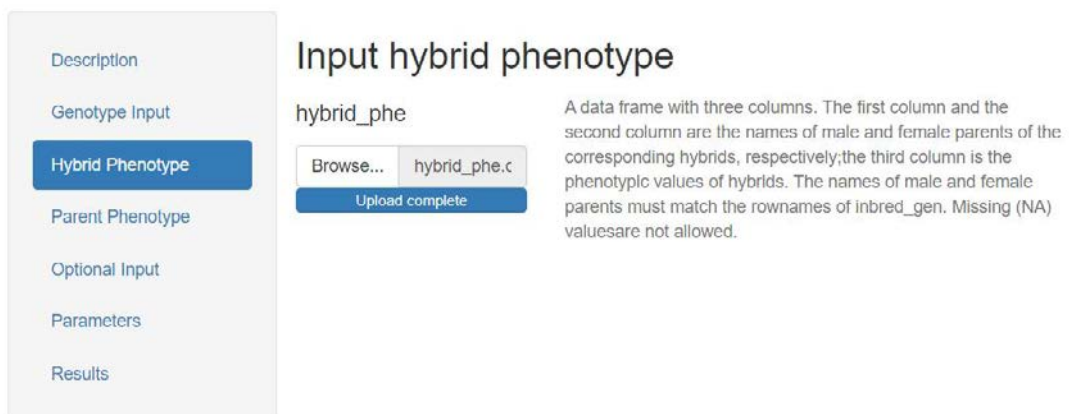 Description
Genotype Input
Hybrid Phenotype
Parent Phenotype
Optional Input
Parameters
Results
Input hybrid phenotype
hybrid_phe
Browse... hybrid_phe.c
Upload complete
A data frame with three columns. The first column and the
second column are the names of male and female parents of the
corresponding hybrids, respectively;the third column is the
phenotypic values of hybrids. The names of male and female
parents must match the rownames of inbred_gen. Missing (NA)
valuesare not allowed.